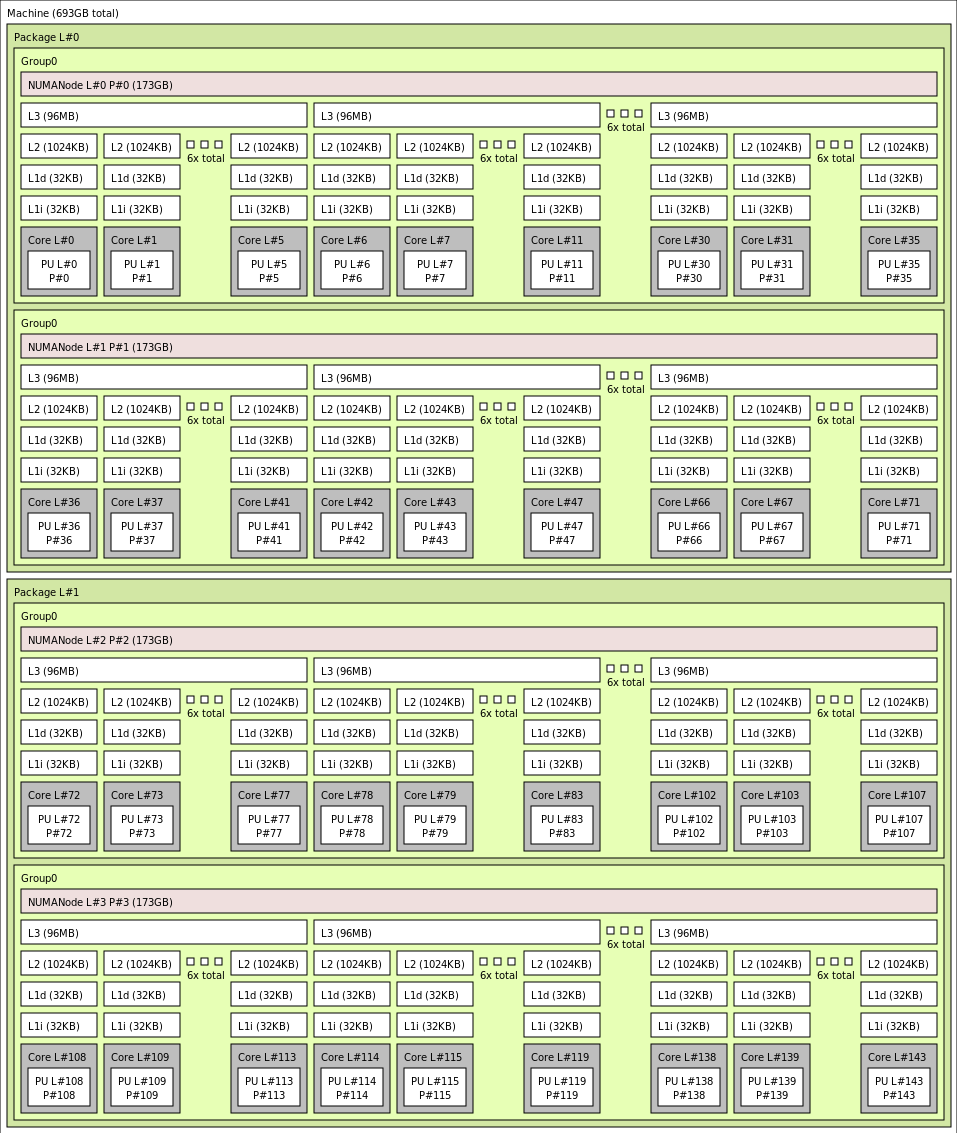 Machine (693GB total)
Package L#0
Group0
NUMANode L#0 P#0 (173GB)
L3 (96MB) L3 (96MB) L3 (96MB)
6x total
L2 (1024KB) L2 (1024KB) L2 (1024KB) L2 (1024KB) L2 (1024KB) L2 (1024KB) L2 (1024KB) L2 (1024KB) L2 (1024KB)
6x total 6x total 6x total
L1d (32KB) L1d (32KB) L1d (32KB) L1d (32KB) L1d (32KB) L1d (32KB) L1d (32KB) L1d (32KB) L1d (32KB)
L1i (32KB) L1i (32KB) L1i (32KB) L1i (32KB) L1i (32KB) L1i (32KB) L1i (32KB) L1i (32KB) L1i (32KB)
Core L#0 Core L#1 Core L#5 Core L#6 Core L#7 Core L#11 Core L#30 Core L#31 Core L#35
PU L#0 PU L#1 PU L#5 PU L#6 PU L#7 PU L#11 PU L#30 PU L#31 PU L#35
P#0 P#1 P#5 P#6 P#7 P#11 P#30 P#31 P#35
Group0
NUMANode L#1 P#1 (173GB)
L3 (96MB) L3 (96MB) L3 (96MB)
6x total
L2 (1024KB) L2 (1024KB) L2 (1024KB) L2 (1024KB) L2 (1024KB) L2 (1024KB) L2 (1024KB) L2 (1024KB) L2 (1024KB)
6x total 6x total 6x total
L1d (32KB) L1d (32KB) L1d (32KB) L1d (32KB) L1d (32KB) L1d (32KB) L1d (32KB) L1d (32KB) L1d (32KB)
L1i (32KB) L1i (32KB) L1i (32KB) L1i (32KB) L1i (32KB) L1i (32KB) L1i (32KB) L1i (32KB) L1i (32KB)
Core L#36 Core L#37 Core L#41 Core L#42 Core L#43 Core L#47 Core L#66 Core L#67 Core L#71
PU L#36 PU L#37 PU L#41 PU L#42 PU L#43 PU L#47 PU L#66 PU L#67 PU L#71
P#36 P#37 P#41 P#42 P#43 P#47 P#66 P#67 P#71
Package L#1
Group0
NUMANode L#2 P#2 (173GB)
L3 (96MB) L3 (96MB) L3 (96MB)
6x total
L2 (1024KB) L2 (1024KB) L2 (1024KB) L2 (1024KB) L2 (1024KB) L2 (1024KB) L2 (1024KB) L2 (1024KB) L2 (1024KB)
6x total 6x total 6x total
L1d (32KB) L1d (32KB) L1d (32KB) L1d (32KB) L1d (32KB) L1d (32KB) L1d (32KB) L1d (32KB) L1d (32KB)
L1i (32KB) L1i (32KB) L1i (32KB) L1i (32KB) L1i (32KB) L1i (32KB) L1i (32KB) L1i (32KB) L1i (32KB)
Core L#72 Core L#73 Core L#77 Core L#78 Core L#79 Core L#83 Core L#102 Core L#103 Core L#107
PU L#72 PU L#73 PU L#77 PU L#78 PU L#79 PU L#83 PU L#102 PU L#103 PU L#107
P#72 P#73 P#77 P#78 P#79 P#83 P#102 P#103 P#107
Group0
NUMANode L#3 P#3 (173GB)
L3 (96MB) L3 (96MB) L3 (96MB)
6x total
L2 (1024KB) L2 (1024KB) L2 (1024KB) L2 (1024KB) L2 (1024KB) L2 (1024KB) L2 (1024KB) L2 (1024KB) L2 (1024KB)
6x total 6x total 6x total
L1d (32KB) L1d (32KB) L1d (32KB) L1d (32KB) L1d (32KB) L1d (32KB) L1d (32KB) L1d (32KB) L1d (32KB)
L1i (32KB) L1i (32KB) L1i (32KB) L1i (32KB) L1i (32KB) L1i (32KB) L1i (32KB) L1i (32KB) L1i (32KB)
Core L#108 Core L#109 Core L#113 Core L#114 Core L#115 Core L#119 Core L#138 Core L#139 Core L#143
PU L#108 PU L#109 PU L#113 PU L#114 PU L#115 PU L#119 PU L#138 PU L#139 PU L#143
P#108 P#109 P#113 P#114 P#115 P#119 P#138 P#139 P#143